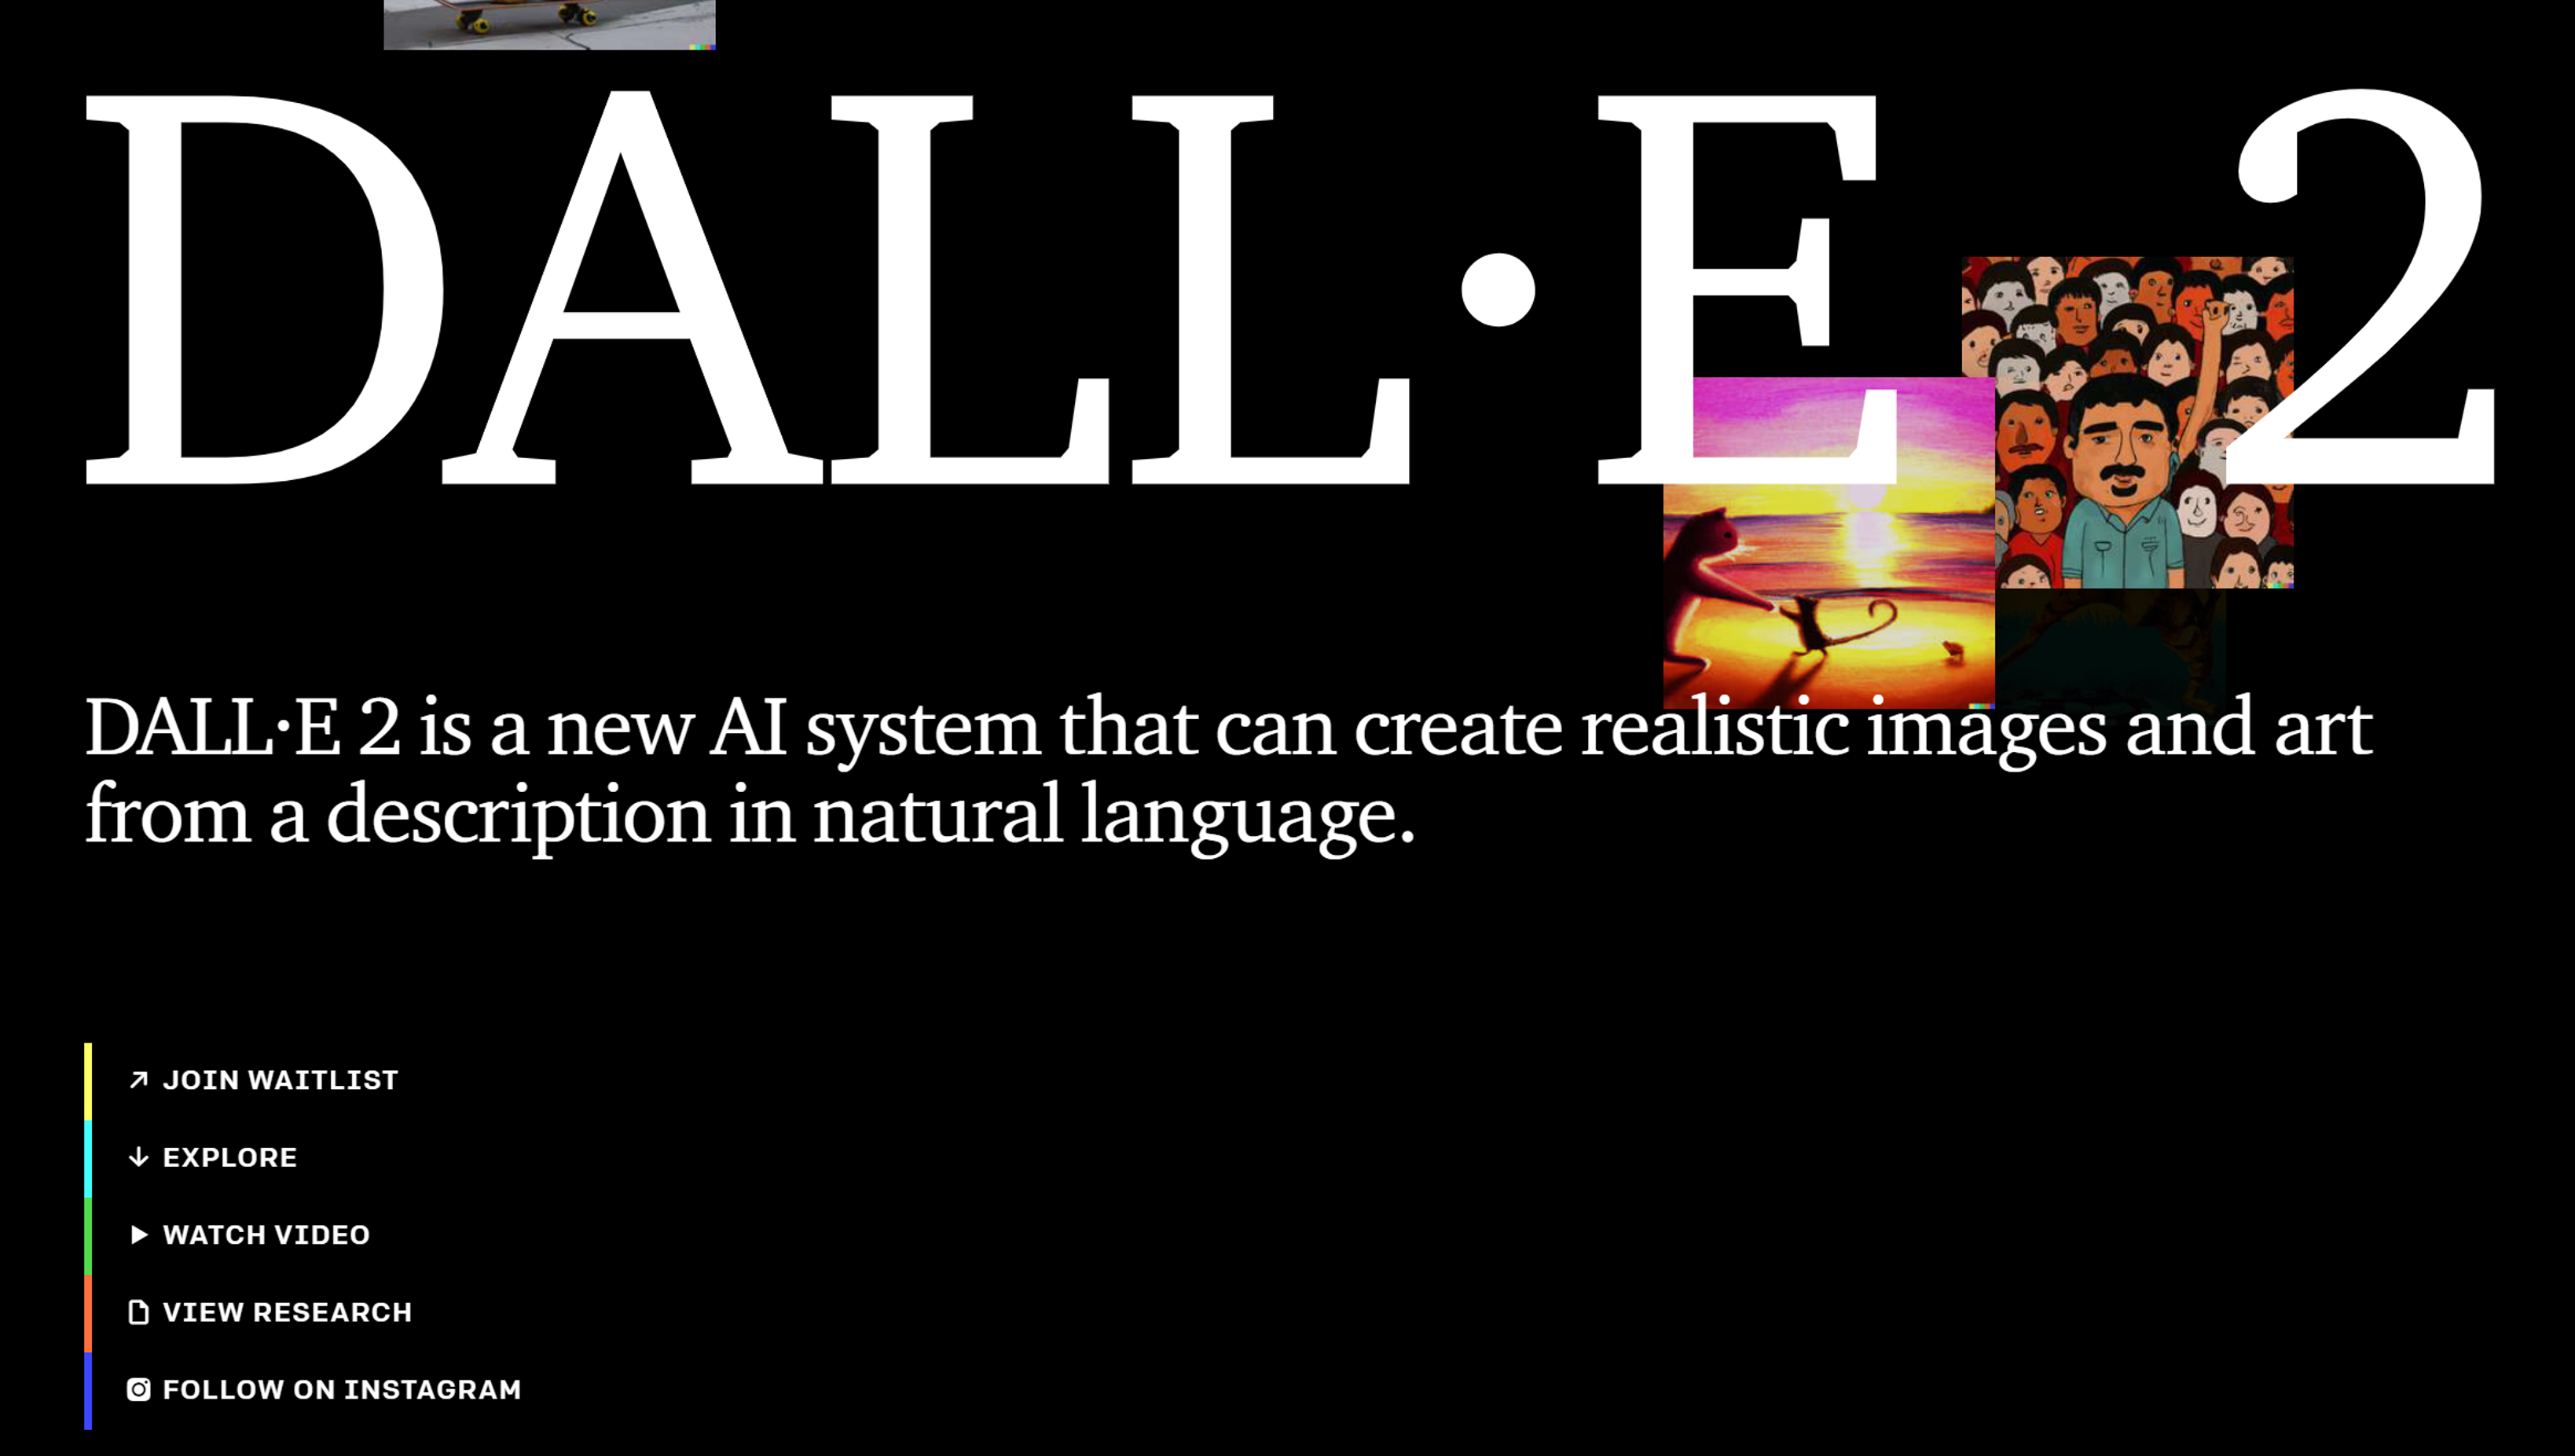 DALL·E 2
DALL·E 2 is a new AI system that can create realistic images and art
from a description in natural language.
JOIN WAITLIST
EXPLORE
WATCH VIDEO
VIEW RESEARCH
FOLLOW ON INSTAGRAM